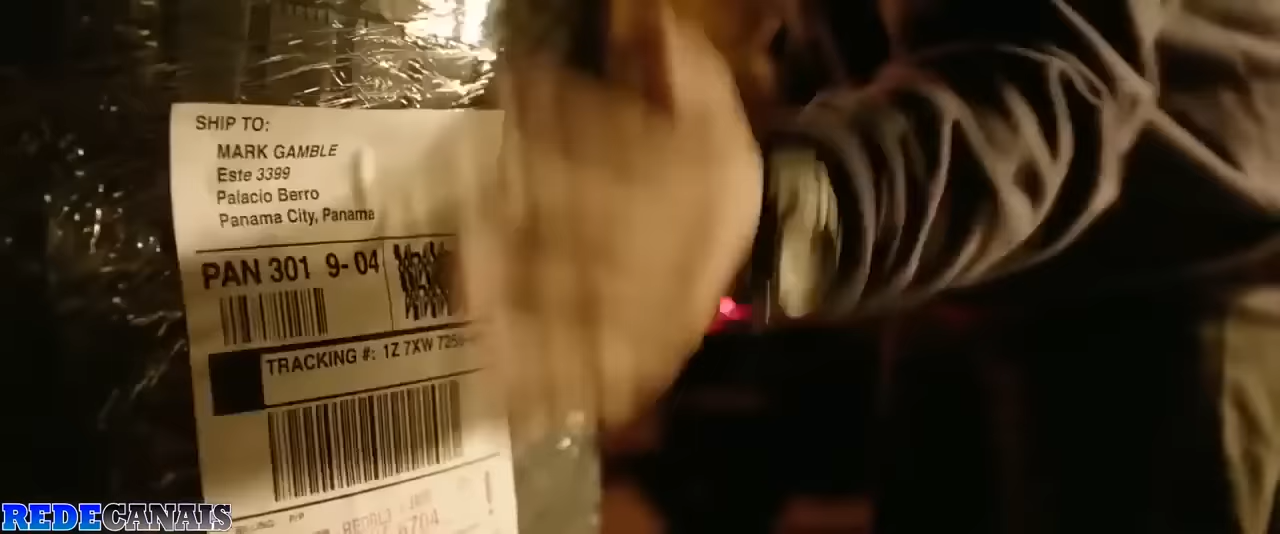 SHIP TO:
MARK GAMBLE
Este 3399
Palacio Berro
Panama City, Panama
PAN 301 9-04
TRACKING #: 1Z 7XW
REDECANAIS